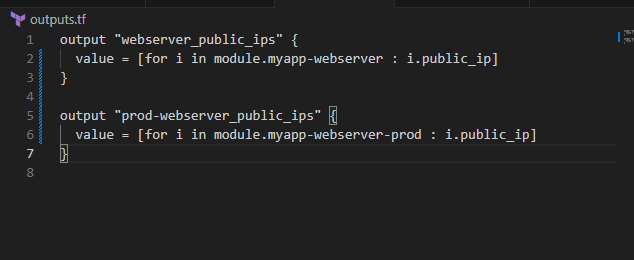 outputs.tf
1 output "webserver_public_ips" {
2   value = [for i in module.myapp-webserver : i.public_ip]
3 }
4
5 output "prod-webserver_public_ips" {
6   value = [for i in module.myapp-webserver-prod : i.public_ip]
7 }
8